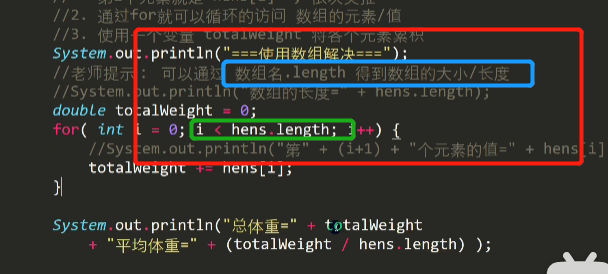 //2. 通过for就可以循环的访问 数组的元素/值
//3. 使用一个变量 totalWeight 将各个元素累积
System.out.println("===使用数组解决===");
//老师提示: 可以通过 数组名.length 得到数组的大小/长度
//System.out.println("数组的长度=" + hens.length);
double totalWeight = 0;
for( int i = 0; i < hens.length; i++) {
//System.out.println("第" + (i+1) + "个元素的值=" + hens[i]
totalWeight += hens[i];
}
System.out.println("总体重=" + totalWeight
+ "平均体重=" + (totalWeight / hens.length) );